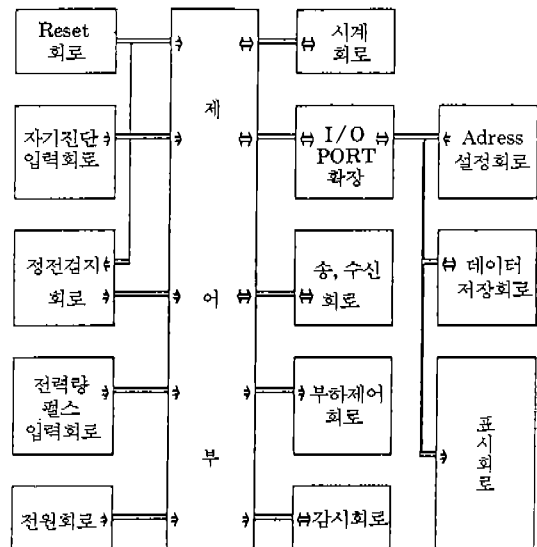 Reset
회로
자기진단
입력회로
정전검지
회로
전력량
펄스
입력회로
전원회로
제
어
부
시계
회로
I/O
PORT
확장
송, 수신
회로
부하제어
회로
감시회로
Adress
설정회로
데이터
저장회로
표시회로